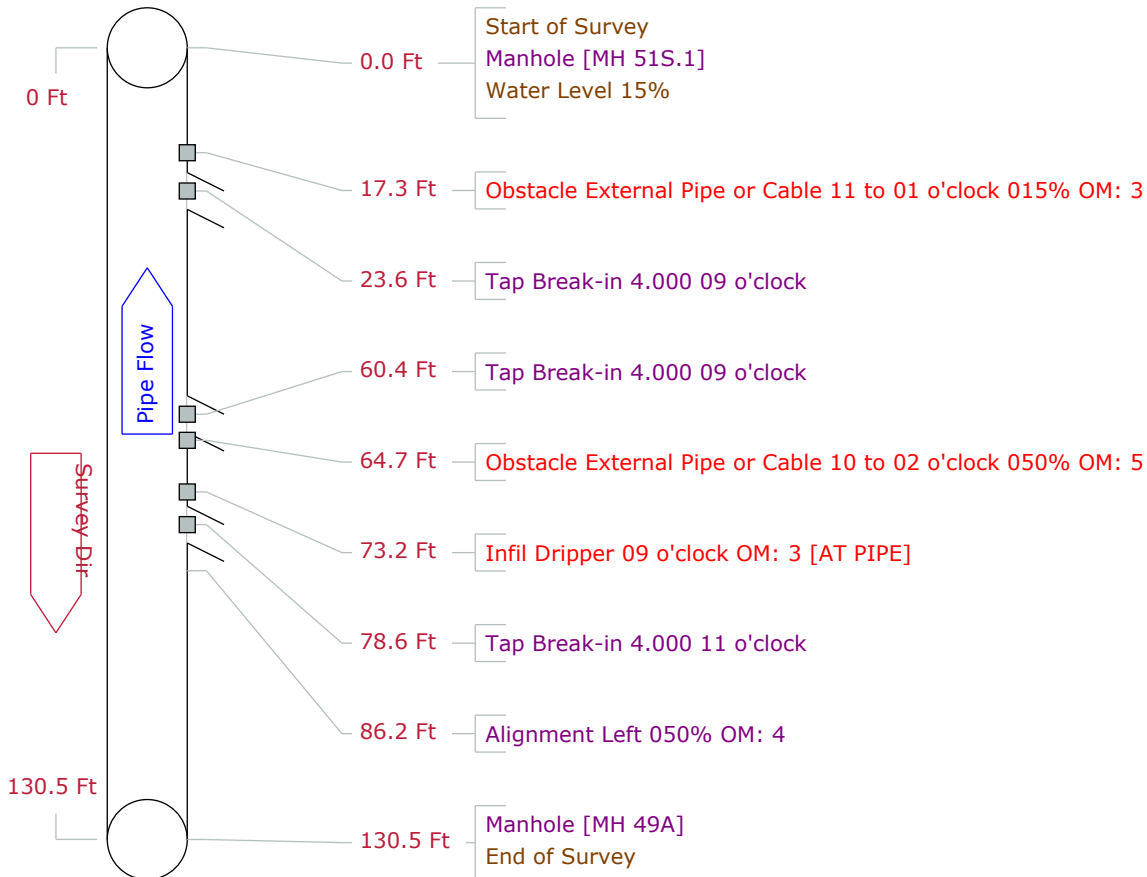 Start of Survey
0.0 Ft
Manhole [MH 51S.1]
Water Level 15%
0 Ft
17.3 Ft
Obstacle External Pipe or Cable 11 to 01 o'clock 015% OM: 3
23.6 Ft
Tap Break-in 4.000 09 o'clock
Pipe Flow
60.4 Ft
Tap Break-in 4.000 09 o'clock
64.7 Ft
Obstacle External Pipe or Cable 10 to 02 o'clock 050% OM: 5
Survey Dir
73.2 Ft
Infil Dripper 09 o'clock OM: 3 [AT PIPE]
78.6 Ft
Tap Break-in 4.000 11 o'clock
86.2 Ft
Alignment Left 050% OM: 4
130.5 Ft
130.5 Ft
Manhole [MH 49A]
End of Survey